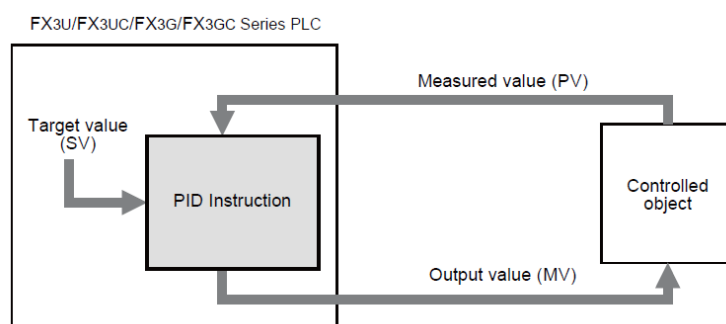 FX3U/FX3UC/FX3G/FX3GC Series PLC
Measured value (PV)
Target value
(SV)
PID Instruction
Controlled
object
Output value (MV)